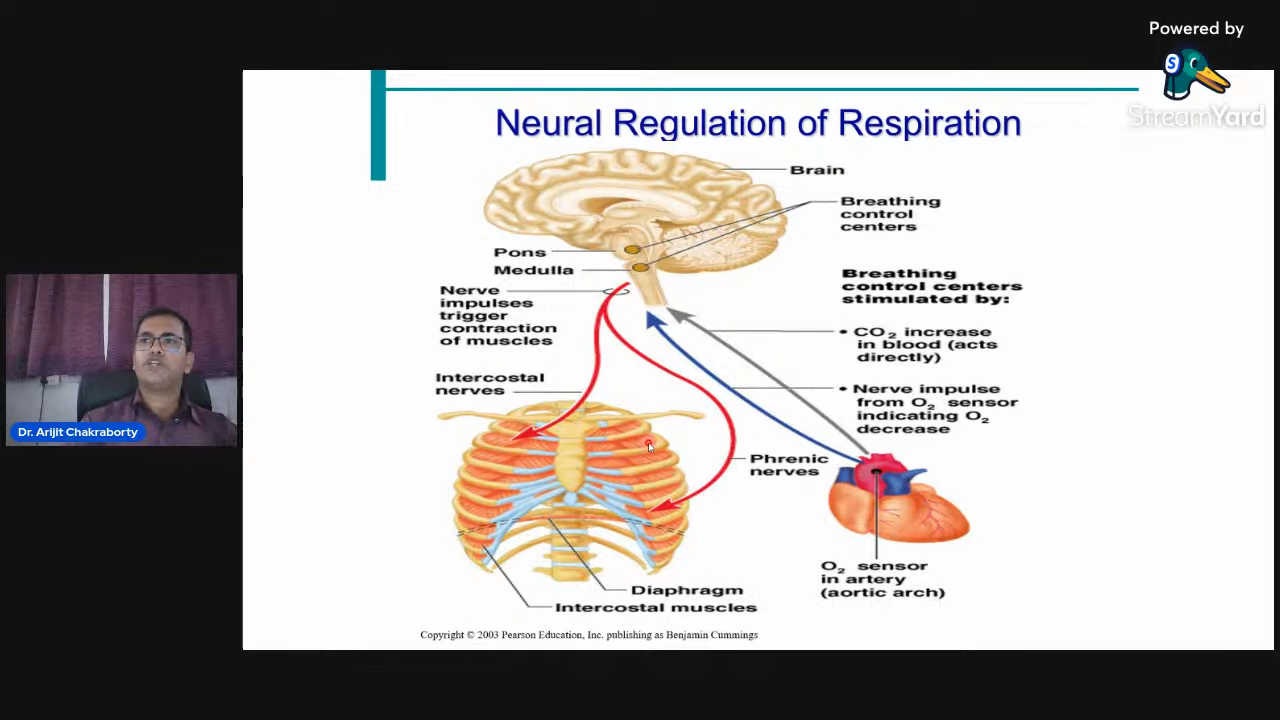 Powered by
S
StreamYard
Neural Regulation of Respiration
Brain
Breathing
control
centers
Pons
Medulla
Nerve
impulses
trigger
contraction
of muscles
Breathing
control centers
stimulated by:
• CO2 increase
in blood (acts
directly)
Intercostal
nerves
• Nerve impulse
from O2 sensor
indicating O2
decrease
Dr. Arijit Chakraborty
Phrenic
nerves
O2 sensor
in artery
(aortic arch)
Diaphragm
Intercostal muscles
Copyright © 2003 Pearson Education, Inc. publishing as Benjamin Cummings